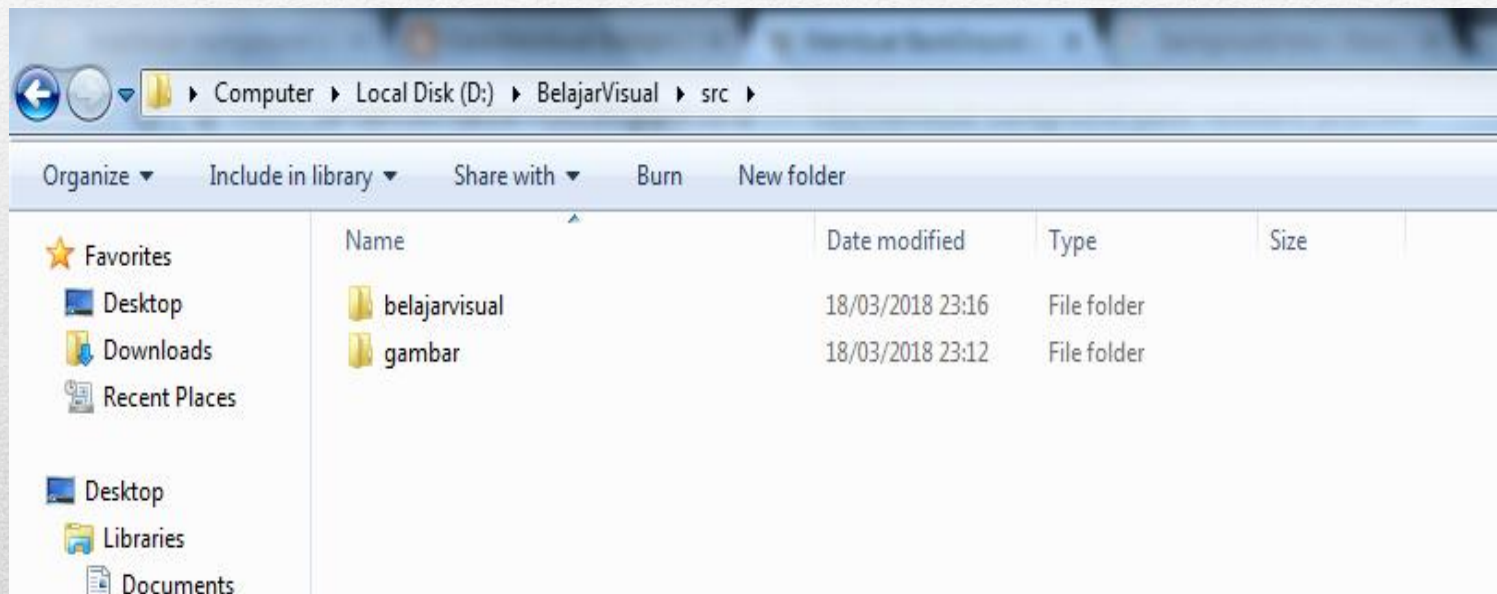 Computer Local Disk (D:) BelajarVisual src
Organize Include in library Share with Burn New folder
Favorites
Desktop
Downloads
Recent Places
Desktop
Libraries
Documents
Name Date modified Type Size
belajarvisual 18/03/2018 23:16 File folder
gambar 18/03/2018 23:12 File folder